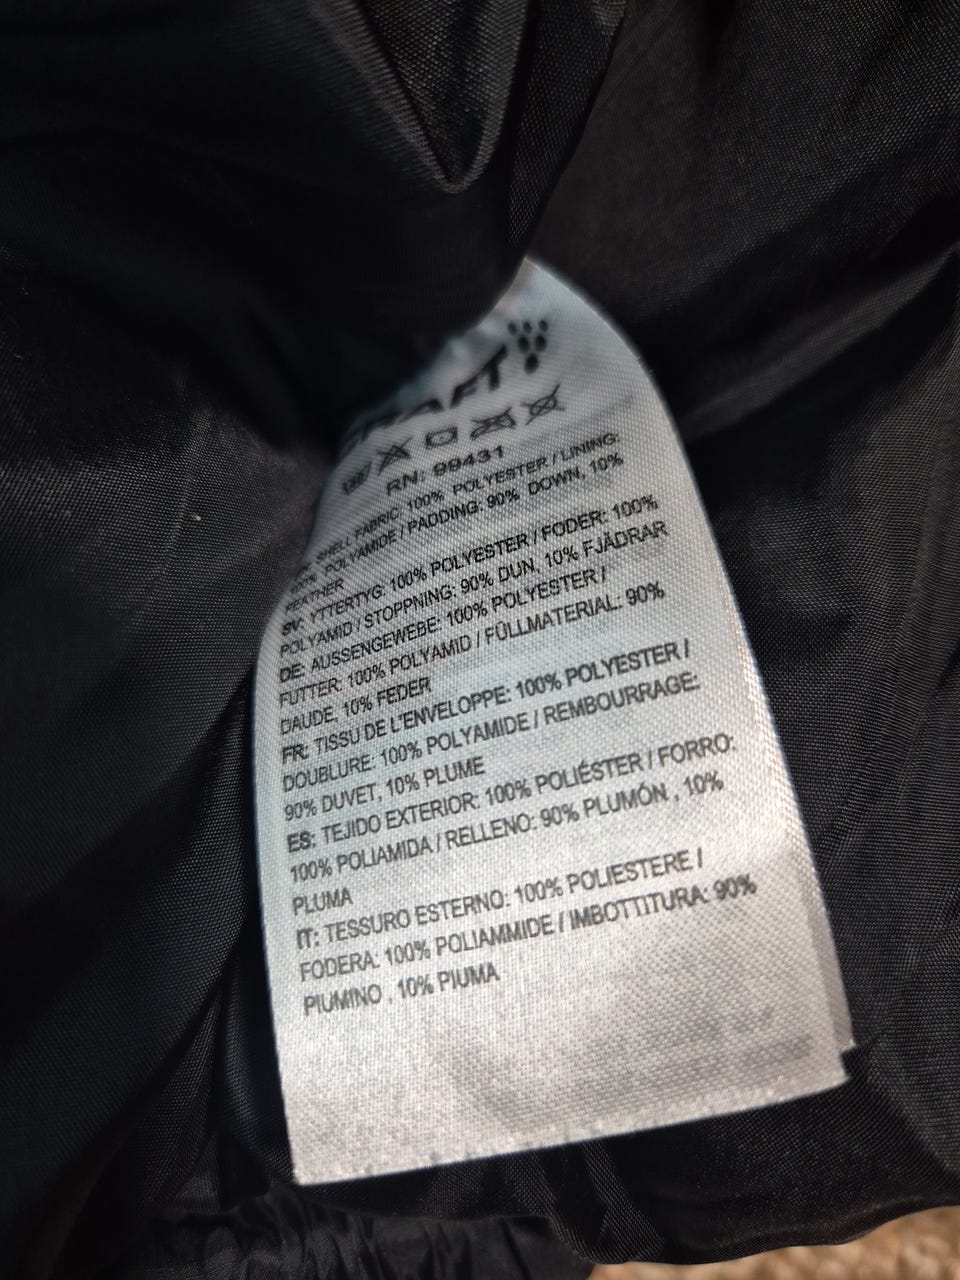 CRAFT
RN: 99431
SHELL FABRIC: 100% POLYESTER / LINING:
100% POLYAMIDE / PADDING: 90% DOWN, 10%
FEATHER
SV: YTTERTYG: 100% POLYESTER / FODER: 100%
POLYAMID / STOPPNING: 90% DUN, 10% FJÄDRAR
DE: AUSSENGEWEBE: 100% POLYESTER /
FUTTER: 100% POLYAMID / FÜLLMATERIAL: 90%
DAUDE, 10% FEDER
FR: TISSU DE L'ENVELOPPE: 100% POLYESTER /
DOUBLURE: 100% POLYAMIDE / REMBOURRAGE:
90% DUVET, 10% PLUME
ES: TEJIDO EXTERIOR: 100% POLIÉSTER / FORRO:
100% POLIAMIDA / RELLENO: 90% PLUMÓN , 10%
PLUMA
IT: TESSURO ESTERNO: 100% POLIESTERE /
FODERA: 100% POLIAMMIDE / IMBOTTITURA: 90%
PIUMINO , 10% PIUMA